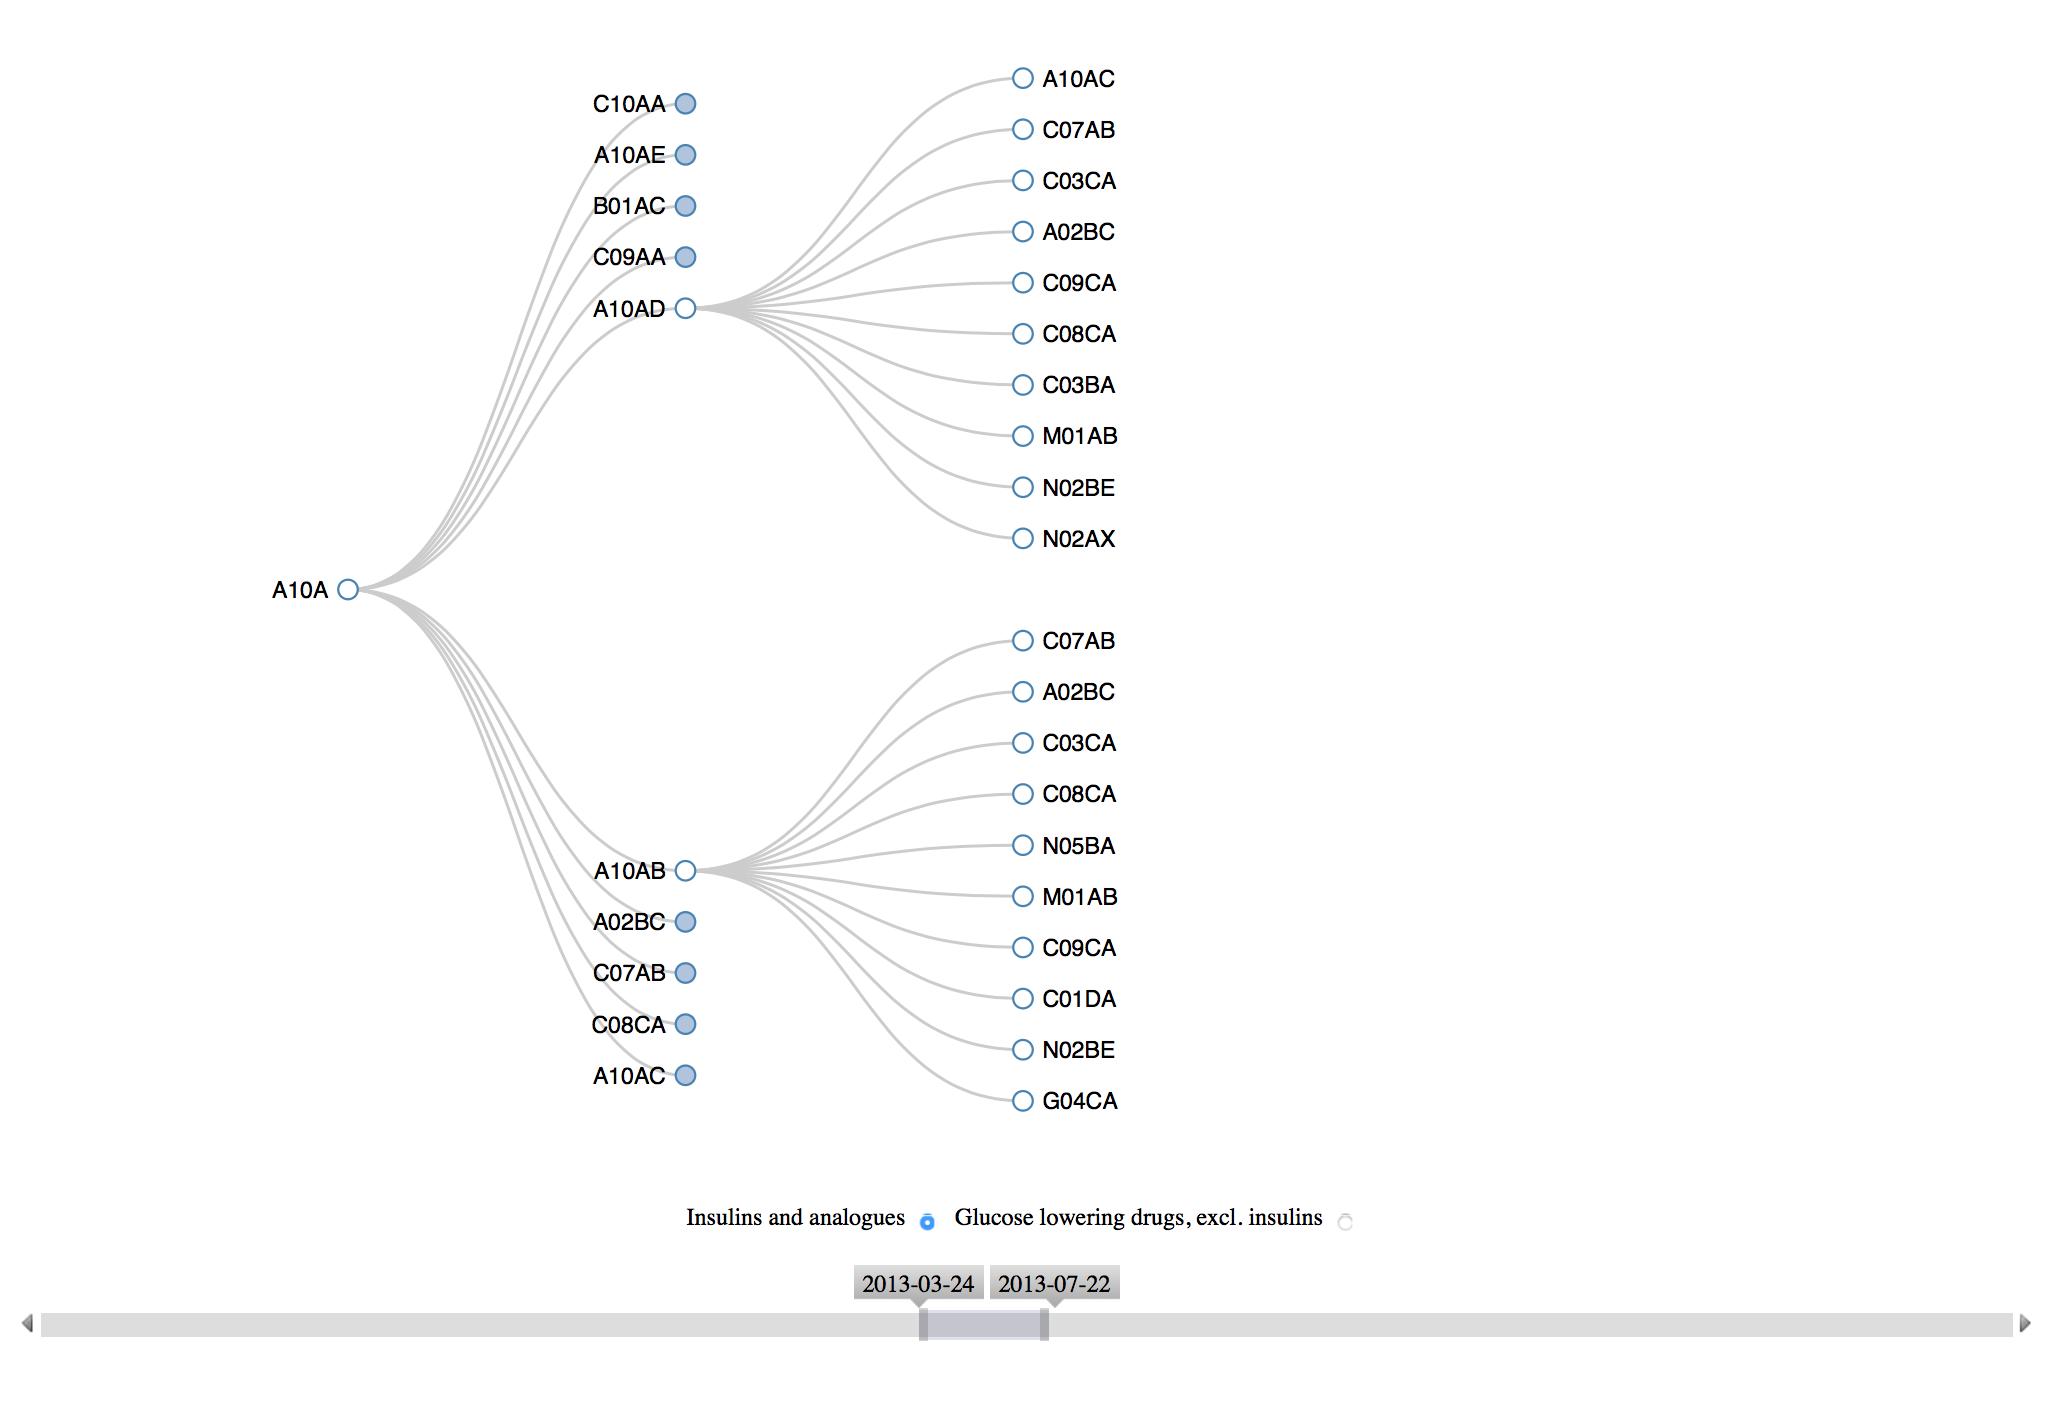 A10A
C10AA
A10AE
B01AC
C09AA
A10AD
A10AB
A02BC
C07AB
C08CA
A10AC
A10AC
C07AB
C03CA
A02BC
C09CA
C08CA
C03BA
M01AB
N02BE
N02AX
C07AB
A02BC
C03CA
C08CA
N05BA
M01AB
C09CA
C01DA
N02BE
G04CA
Insulins and analogues Glucose lowering drugs, excl. insulins
2013-03-24 2013-07-22